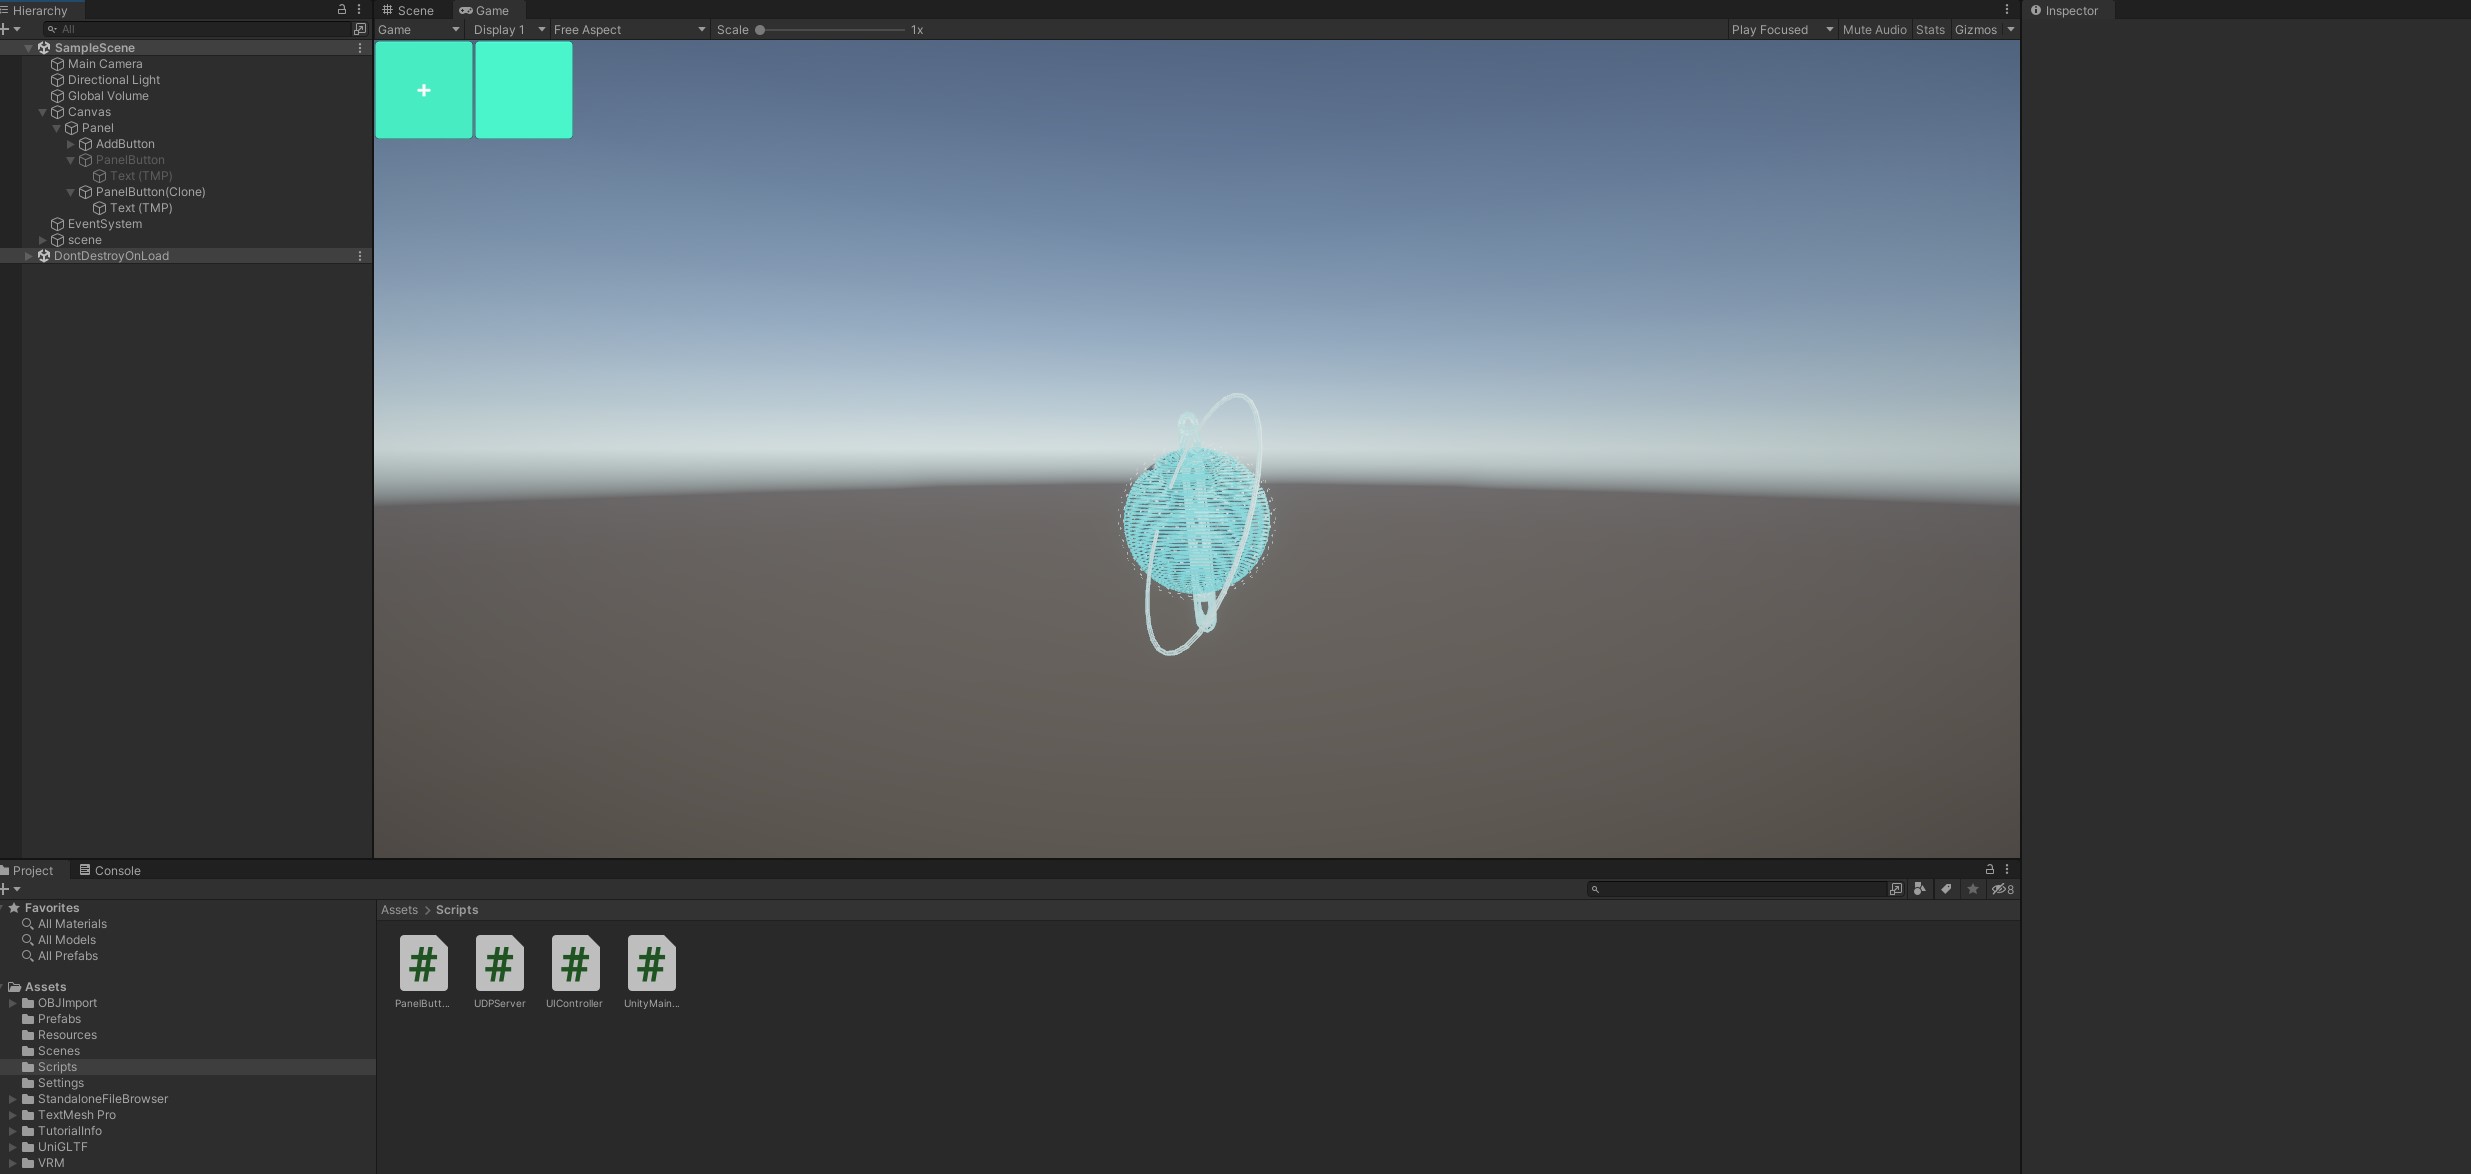 Hierarchy
All
SampleScene
Main Camera
Directional Light
Global Volume
Canvas
Panel
AddButton
PanelButton
Text (TMP)
PanelButton(Clone)
Text (TMP)
EventSystem
scene
DontDestroyOnLoad
Scene Game
Game Display 1 Free Aspect Scale 1x Play Focused Mute Audio Stats Gizmos
+
Inspector
Project Console
8
Favorites
All Materials
All Models
All Prefabs
Assets
OBJImport
Prefabs
Resources
Scenes
Scripts
Settings
StandaloneFileBrowser
TextMesh Pro
TutorialInfo
UniGLTF
VRM
Assets > Scripts
# # # #
PanelButt... UDPServer UIController UnityMain...